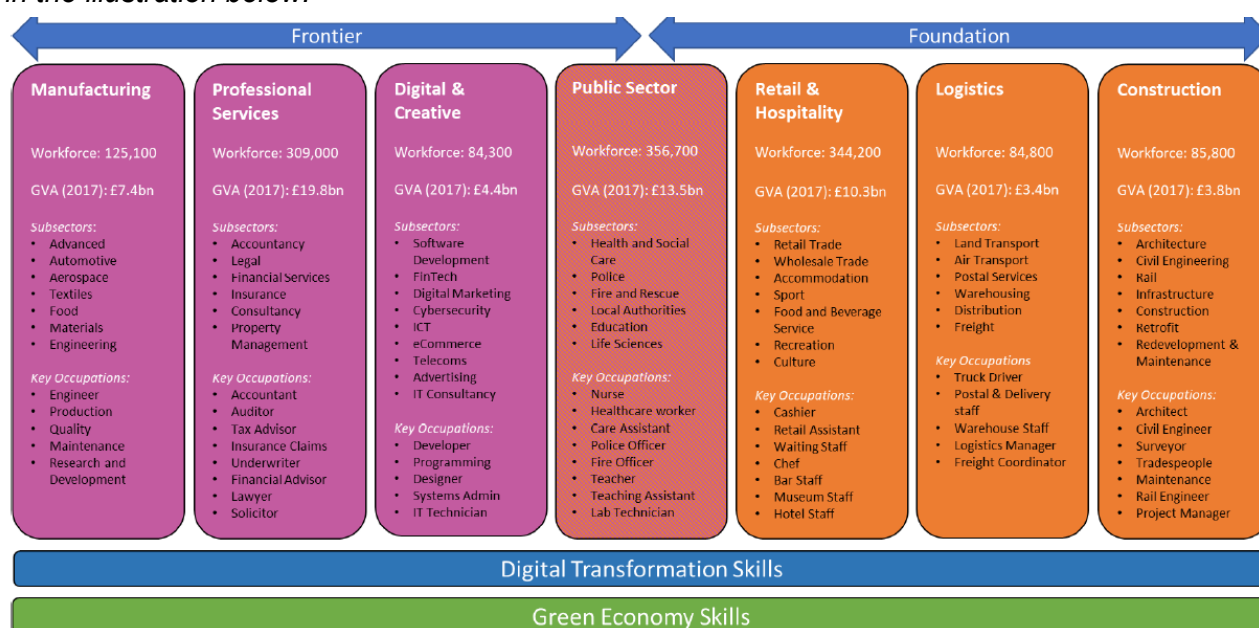 in the illustration below:
Frontier
Foundation
Manufacturing
Workforce: 125,100
GVA (2017): £7.4bn
Subsectors:
• Advanced
• Automotive
• Aerospace
• Textiles
• Food
• Materials
• Engineering
Key Occupations:
• Engineer
• Production
• Quality
• Maintenance
• Research and
Development
Professional
Services
Workforce: 309,000
GVA (2017): £19.8bn
Subsectors:
• Accountancy
• Legal
• Financial Services
• Insurance
• Consultancy
• Property
Management
Key Occupations:
• Accountant
• Auditor
• Tax Advisor
• Insurance Claims
• Underwriter
• Financial Advisor
• Lawyer
• Solicitor
Digital &
Creative
Workforce: 84,300
GVA (2017): £4.4bn
Subsectors:
• Software
Development
• FinTech
• Digital Marketing
• Cybersecurity
• ICT
• eCommerce
• Telecoms
• Advertising
• IT Consultancy
Key Occupations:
• Developer
• Programming
• Designer
• Systems Admin
• IT Technician
Public Sector
Workforce: 356,700
GVA (2017): £13.5bn
Subsectors:
• Health and Social
Care
• Police
• Fire and Rescue
• Local Authorities
• Education
• Life Sciences
Key Occupations:
• Nurse
• Healthcare worker
• Care Assistant
• Police Officer
• Fire Officer
• Teacher
• Teaching Assistant
• Lab Technician
Retail &
Hospitality
Workforce: 344,200
GVA (2017): £10.3bn
Subsectors:
• Retail Trade
• Wholesale Trade
• Accommodation
• Sport
• Food and Beverage
Service
• Recreation
• Culture
Key Occupations:
• Cashier
• Retail Assistant
• Waiting Staff
• Chef
• Bar Staff
• Museum Staff
• Hotel Staff
Logistics
Workforce: 84,800
GVA (2017): £3.4bn
Subsectors:
• Land Transport
• Air Transport
• Postal Services
• Warehousing
• Distribution
• Freight
Key Occupations
• Truck Driver
• Postal & Delivery
staff
• Warehouse Staff
• Logistics Manager
• Freight Coordinator
Construction
Workforce: 85,800
GVA (2017): £3.8bn
Subsectors:
• Architecture
• Civil Engineering
• Rail
• Infrastructure
• Construction
• Retrofit
• Redevelopment &
Maintenance
Key Occupations:
• Architect
• Civil Engineer
• Surveyor
• Tradespeople
• Maintenance
• Rail Engineer
• Project Manager
Digital Transformation Skills
Green Economy Skills